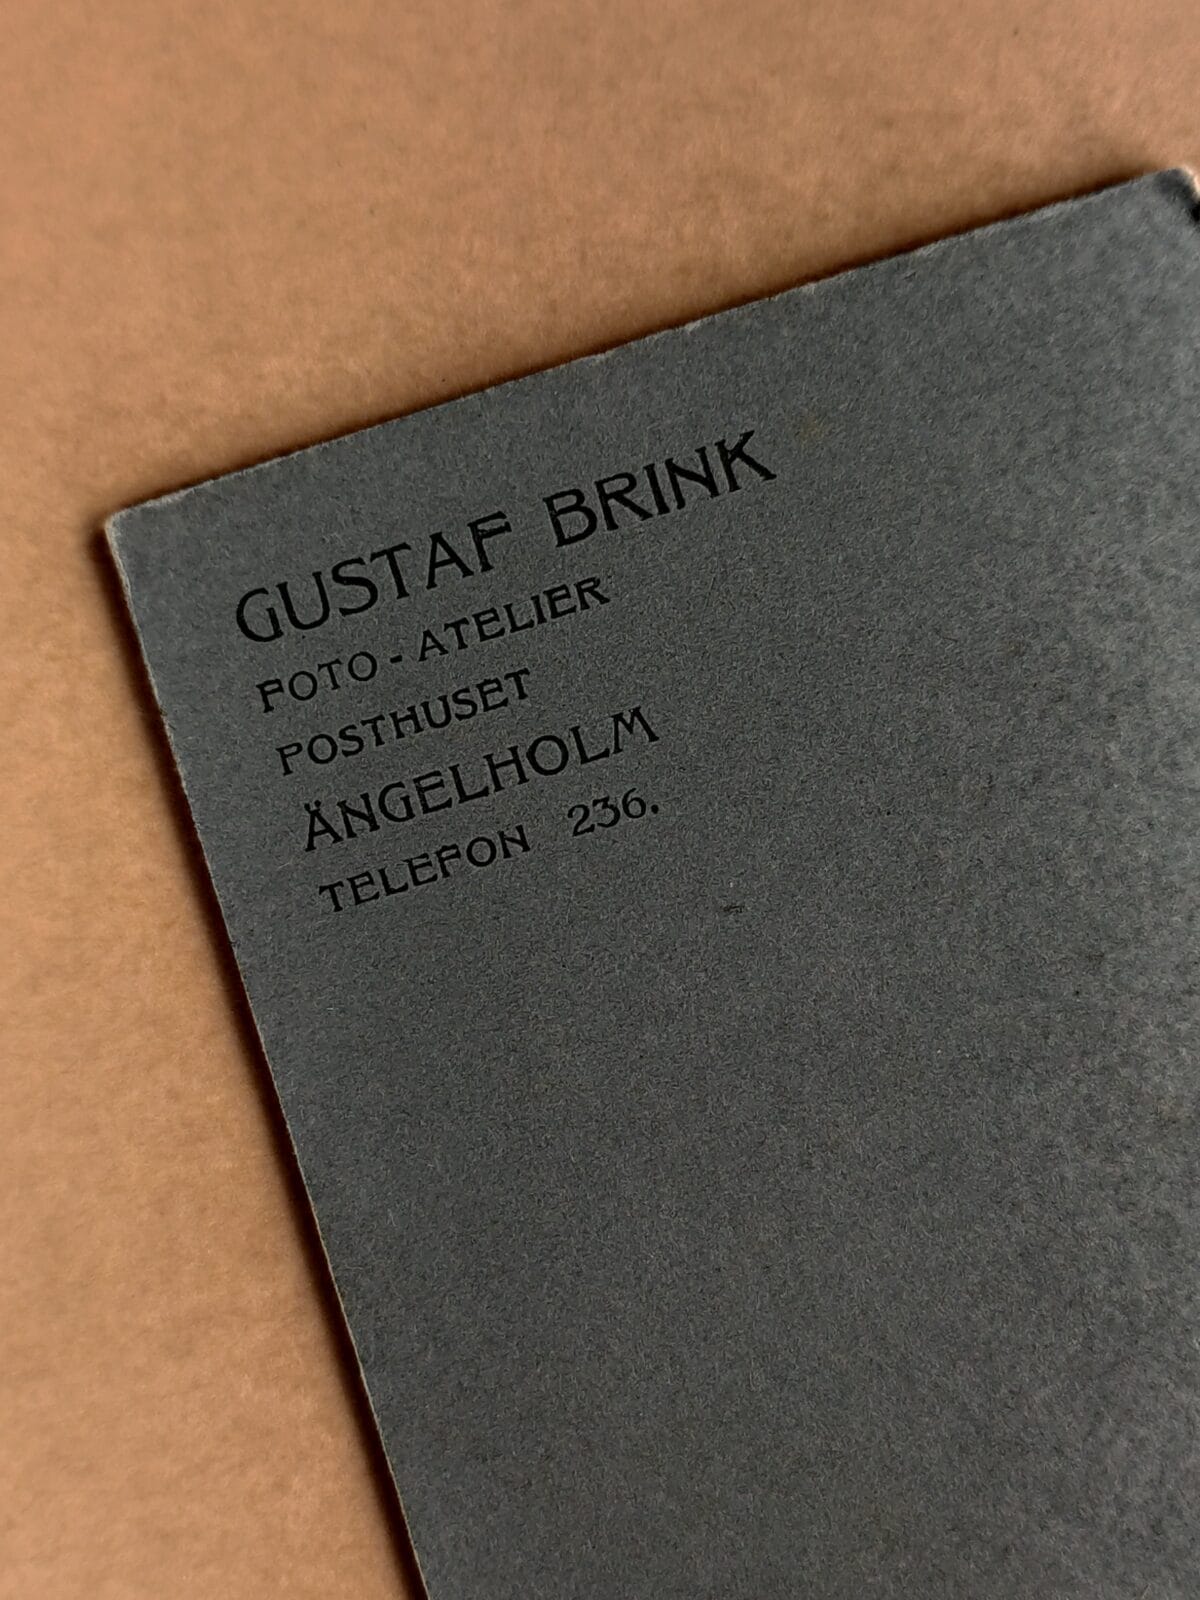 GUSTAF BRINK
FOTO-ATELIER
POSTHUSET
ÄNGELHOLM
TELEFON 236.